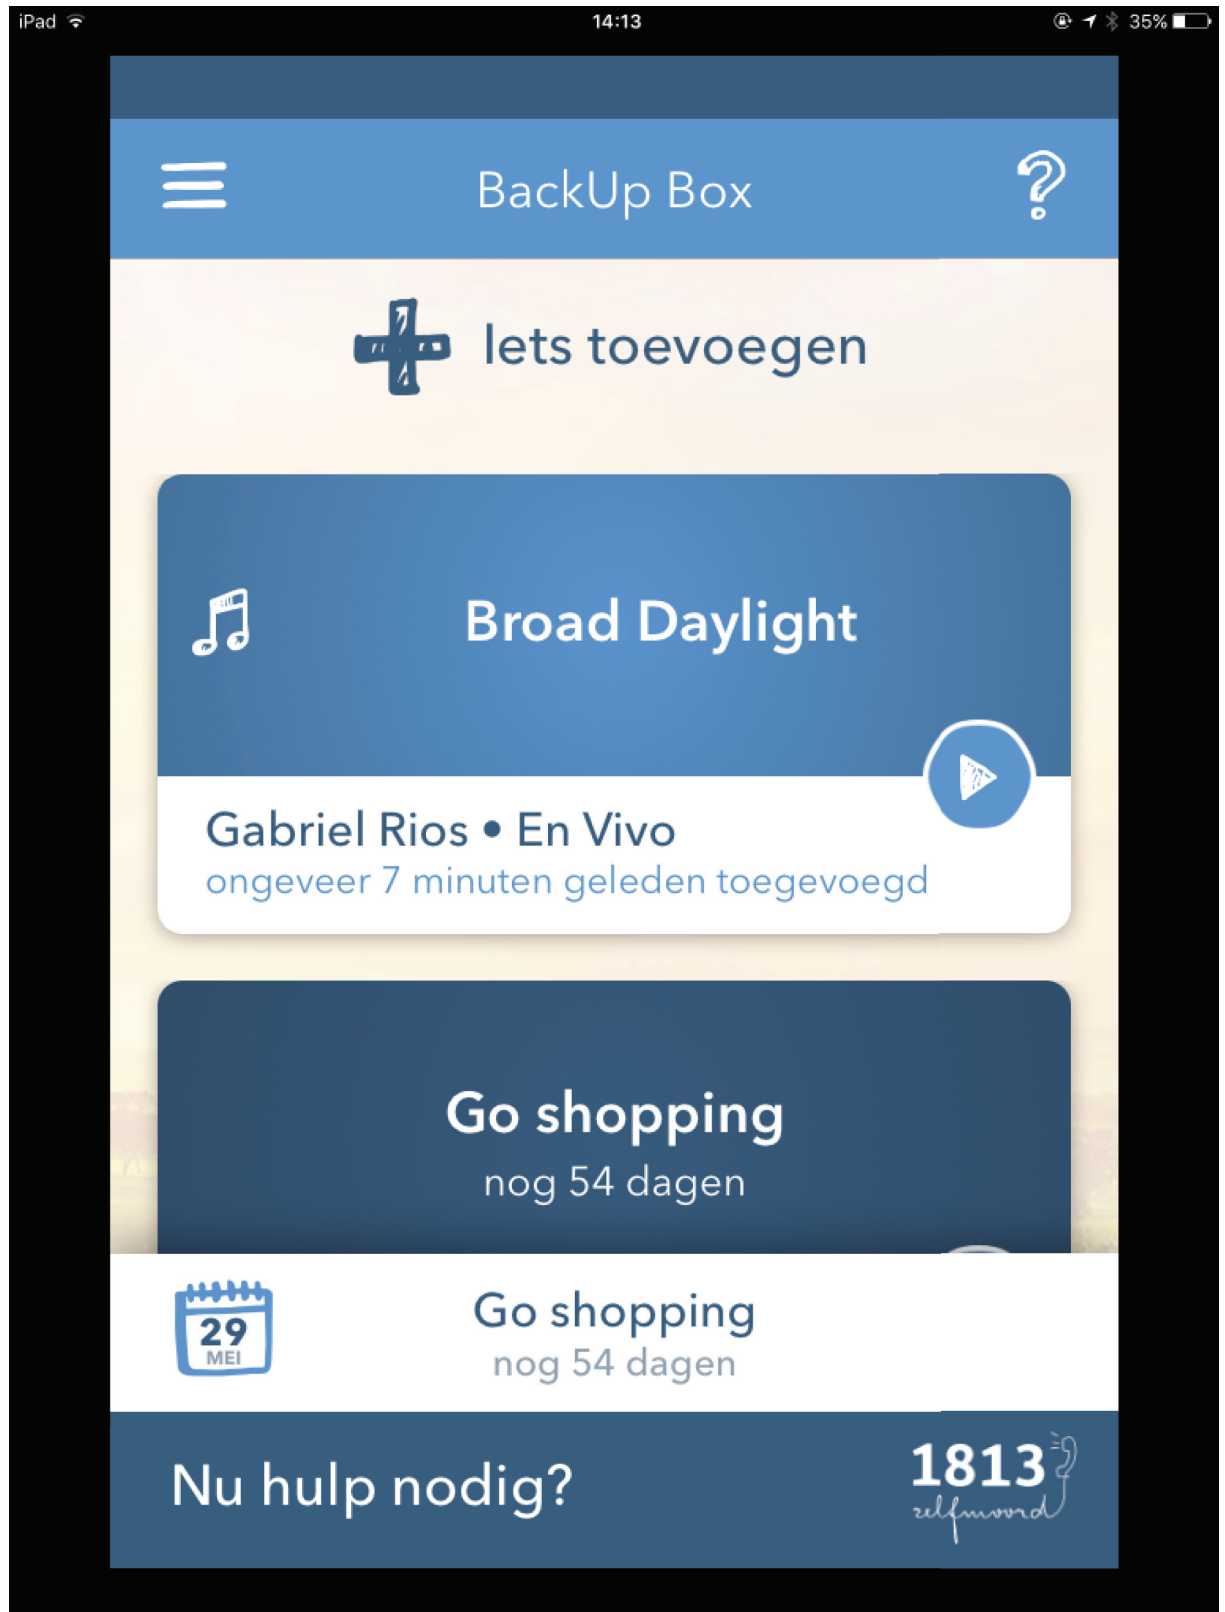 iPad
14:13
35%
BackUp Box
Iets toevoegen
Broad Daylight
Gabriel Rios • En Vivo
ongeveer 7 minuten geleden toegevoegd
Go shopping
nog 54 dagen
29
MEI
Go shopping
nog 54 dagen
Nu hulp nodig?
1813
zelfmoord